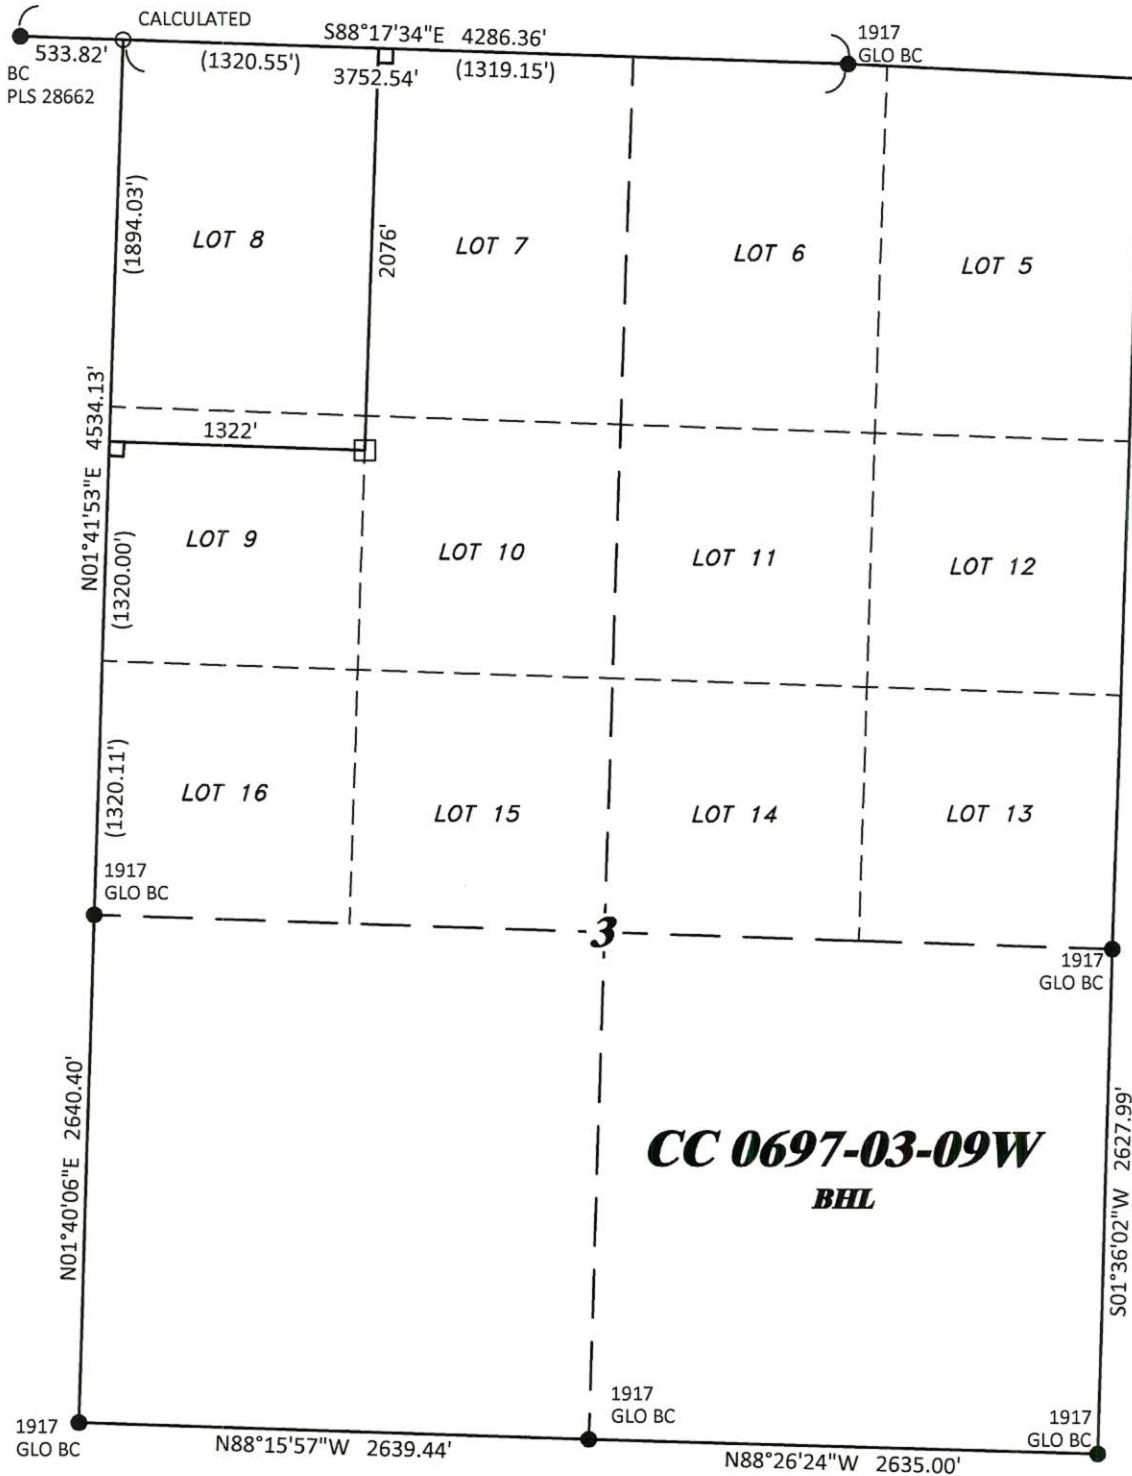 CALCULATED
S88°17'34"E 4286.36'
1917
GLO BC
533.82'
(1320.55')
3752.54'
(1319.15')
BC
PLS 28662
(1894.03')
LOT 8
2076'
LOT 7
LOT 6
LOT 5
N01°41'53"E 4534.13'
1322'
(1320.00')
LOT 9
LOT 10
LOT 11
LOT 12
(1320.11')
LOT 16
LOT 15
LOT 14
LOT 13
1917
GLO BC
3
1917
GLO BC
N01°40'06"E 2640.40'
CC 0697-03-09W
BHL
S01°36'02"W 2627.99'
1917
GLO BC
1917
GLO BC
1917
GLO BC
N88°15'57"W 2639.44'
N88°26'24"W 2635.00'